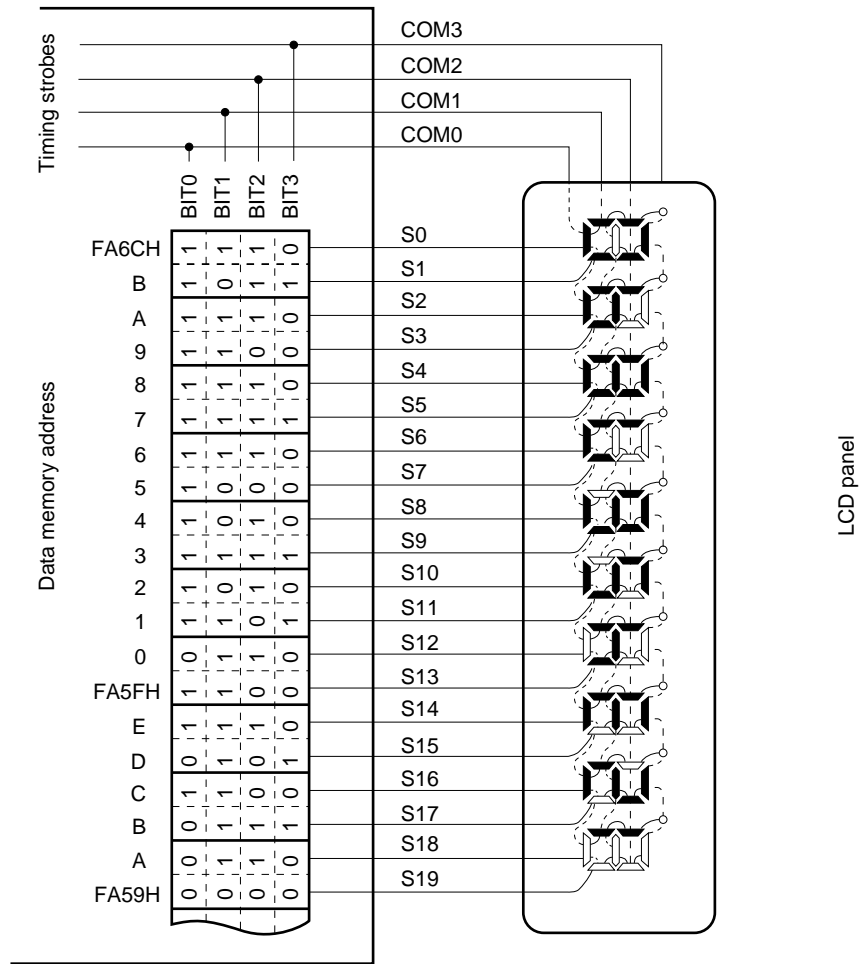 COM3
COM2
COM1
COM0
Timing strobes
BIT0 BIT1 BIT2 BIT3
FA6CH 1 1 1 0 S0
B 1 0 1 1 S1
A 1 1 1 0 S2
9 1 1 0 0 S3
8 1 1 1 0 S4
7 1 1 1 1 S5
6 1 1 1 0 S6
5 1 0 0 0 S7
4 1 0 1 0 S8
3 1 1 1 1 S9
2 1 0 1 0 S10
1 1 1 0 1 S11
0 0 1 1 0 S12
FA5FH 1 1 0 0 S13
E 1 1 1 0 S14
D 0 1 0 1 S15
C 1 1 0 0 S16
B 0 1 1 1 S17
A 0 1 1 0 S18
FA59H 0 0 0 0 S19
Data memory address
LCD panel